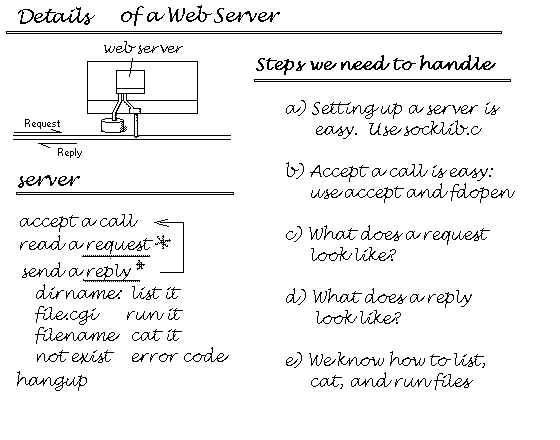 Details of a Web Server
web server
Request
Reply
server
accept a call
read a request*
send a reply*
dirname: list it
file.cgi run it
filename cat it
not exist error code
hangup
Steps we need to handle
a) Setting up a server is
easy. Use socklib.c
b) Accept a call is easy:
use accept and fdopen
c) What does a request
look like?
d) What does a reply
look like?
e) We know how to list,
cat, and run files